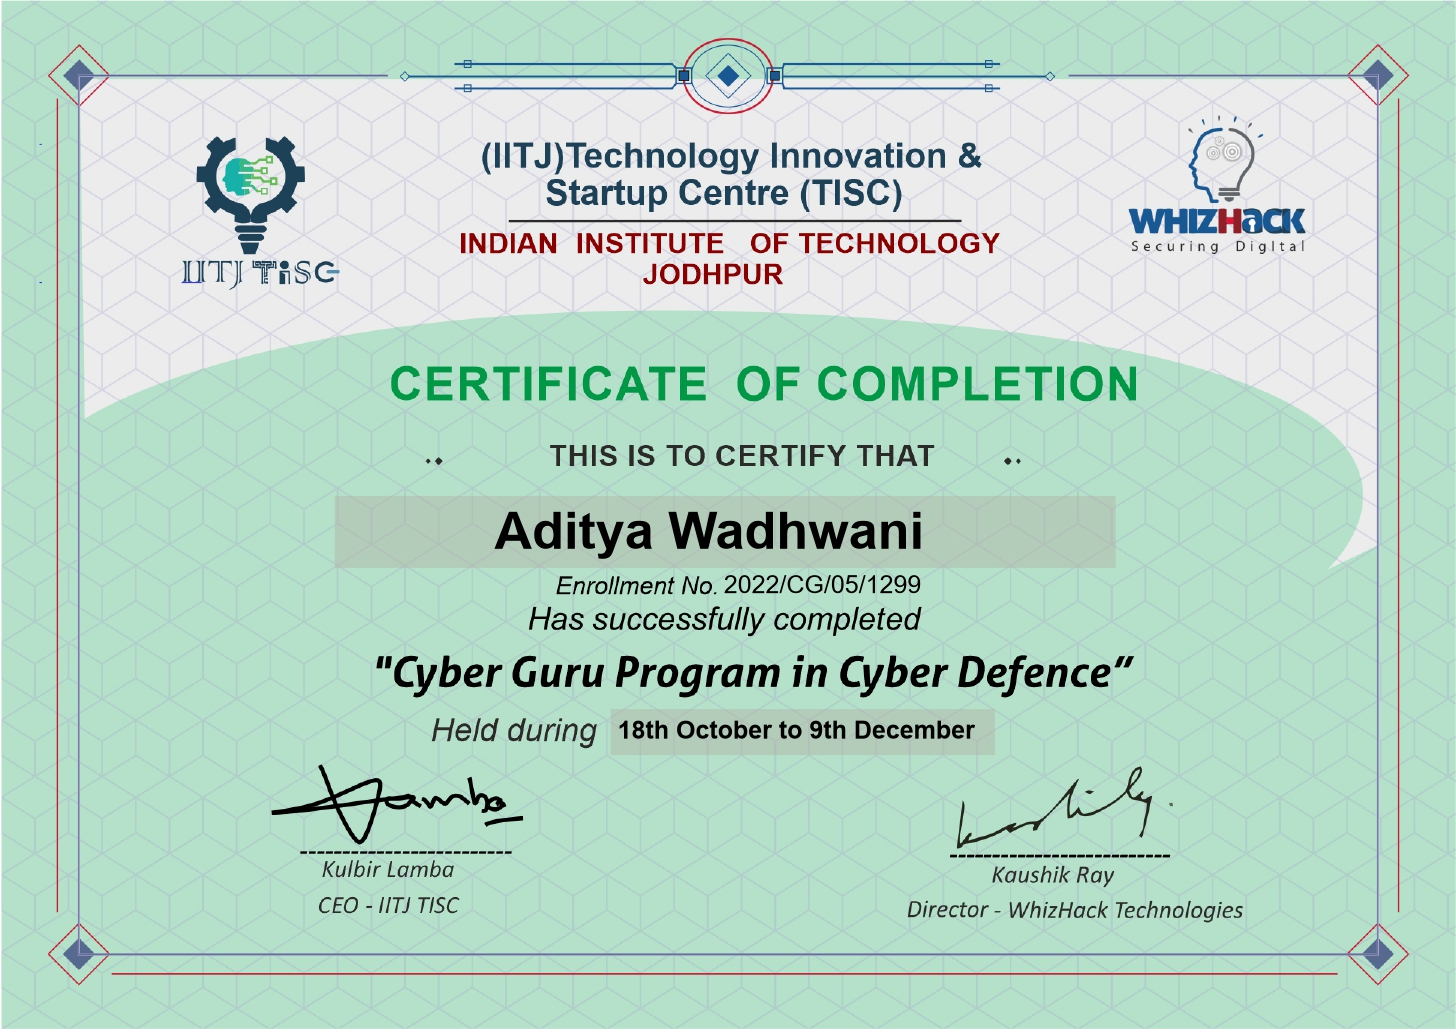 (IITJ)Technology Innovation &
Startup Centre (TISC)
INDIAN INSTITUTE OF TECHNOLOGY
JODHPUR
IITJ TiSC
WHIZHACK
Securing Digital
CERTIFICATE OF COMPLETION
THIS IS TO CERTIFY THAT
Aditya Wadhwani
Enrollment No. 2022/CG/05/1299
Has successfully completed
"Cyber Guru Program in Cyber Defence”
Held during 18th October to 9th December
Lamba
Kulbir Lamba
CEO - IITJ TISC
Kaushik Ray
Director - WhizHack Technologies